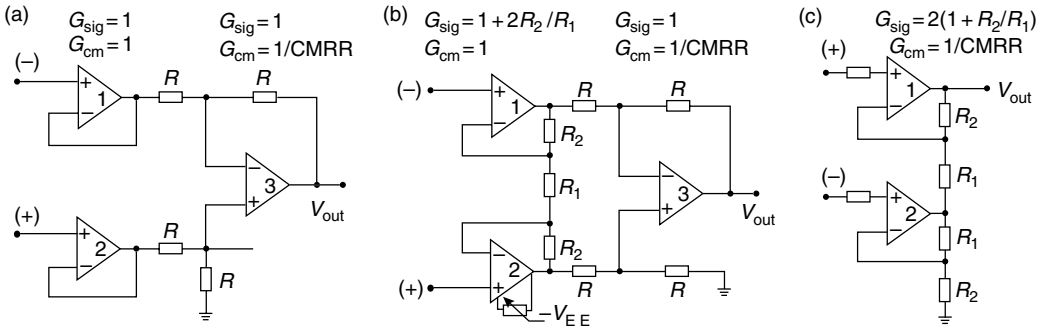 (a)
G_sig = 1
G_cm = 1
G_sig = 1
G_cm = 1/CMRR
(−)
+
−
1
R
R
−
+
3
V_out
(+)
+
−
2
R
R
(b)
G_sig = 1 + 2R_2/R_1
G_cm = 1
G_sig = 1
G_cm = 1/CMRR
(−)
+
−
1
R
R
R_2
R_1
R_2
−
+
3
V_out
−
+
2
(+)
R
R
−V_E E
(c)
G_sig = 2(1 + R_2/R_1)
G_cm = 1/CMRR
(+)
+
−
1
V_out
R_2
R_1
(−)
+
−
2
R_1
R_2